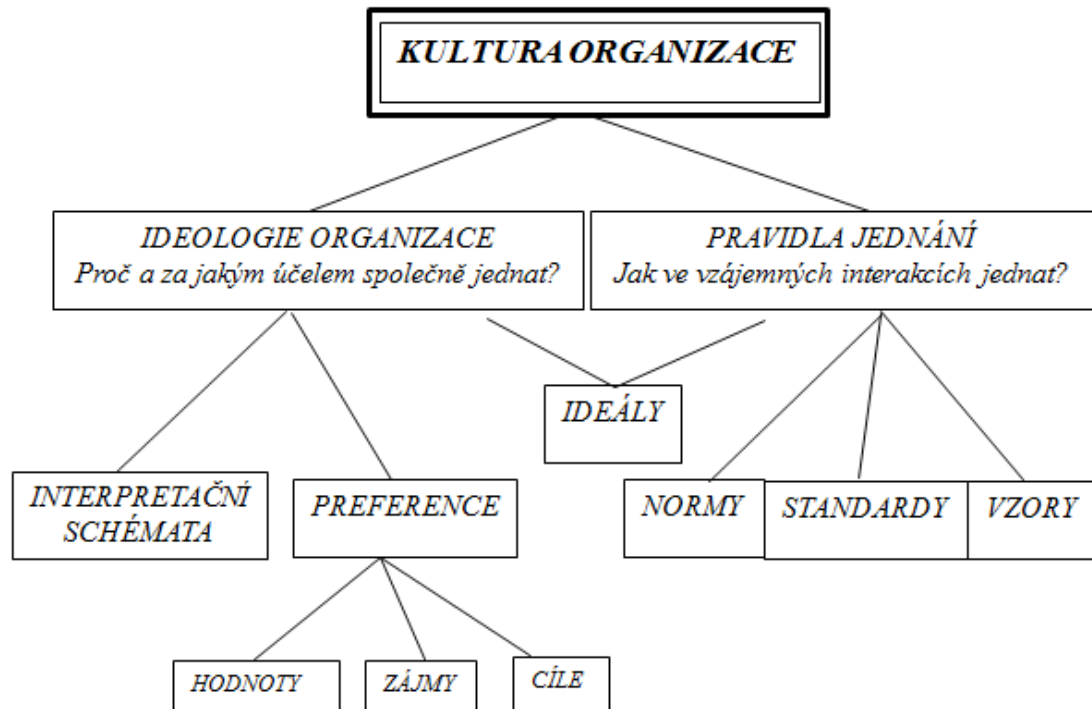 KULTURA ORGANIZACE
IDEOLOGIE ORGANIZACE
Proč a za jakým účelem společně jednat?
PRAVIDLA JEDNÁNÍ
Jak ve vzájemných interakcích jednat?
IDEÁLY
INTERPRETAČNÍ
SCHÉMATA
PREFERENCE
NORMY
STANDARDY
VZORY
HODNOTY
ZÁJMY
CÍLE